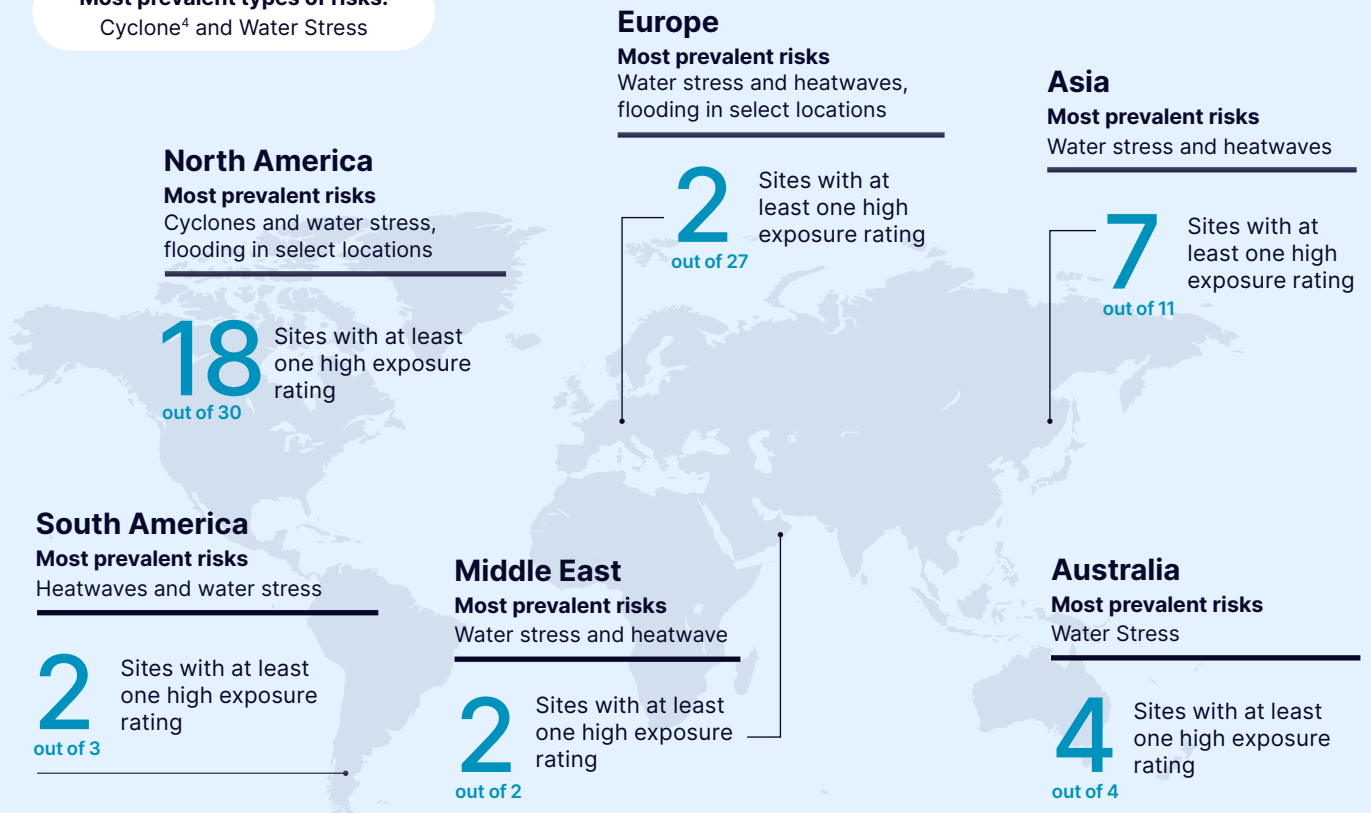 Most prevalent types of risks:
Cyclone⁴ and Water Stress
Europe
Most prevalent risks
Water stress and heatwaves,
flooding in select locations
2
out of 27
Sites with at
least one high
exposure rating
Asia
Most prevalent risks
Water stress and heatwaves
7
out of 11
Sites with at
least one high
exposure rating
North America
Most prevalent risks
Cyclones and water stress,
flooding in select locations
18
out of 30
Sites with at least
one high exposure
rating
South America
Most prevalent risks
Heatwaves and water stress
2
out of 3
Sites with at least
one high exposure
rating
Middle East
Most prevalent risks
Water stress and heatwave
2
out of 2
Sites with at least
one high exposure
rating
Australia
Most prevalent risks
Water Stress
4
out of 4
Sites with at least
one high exposure
rating